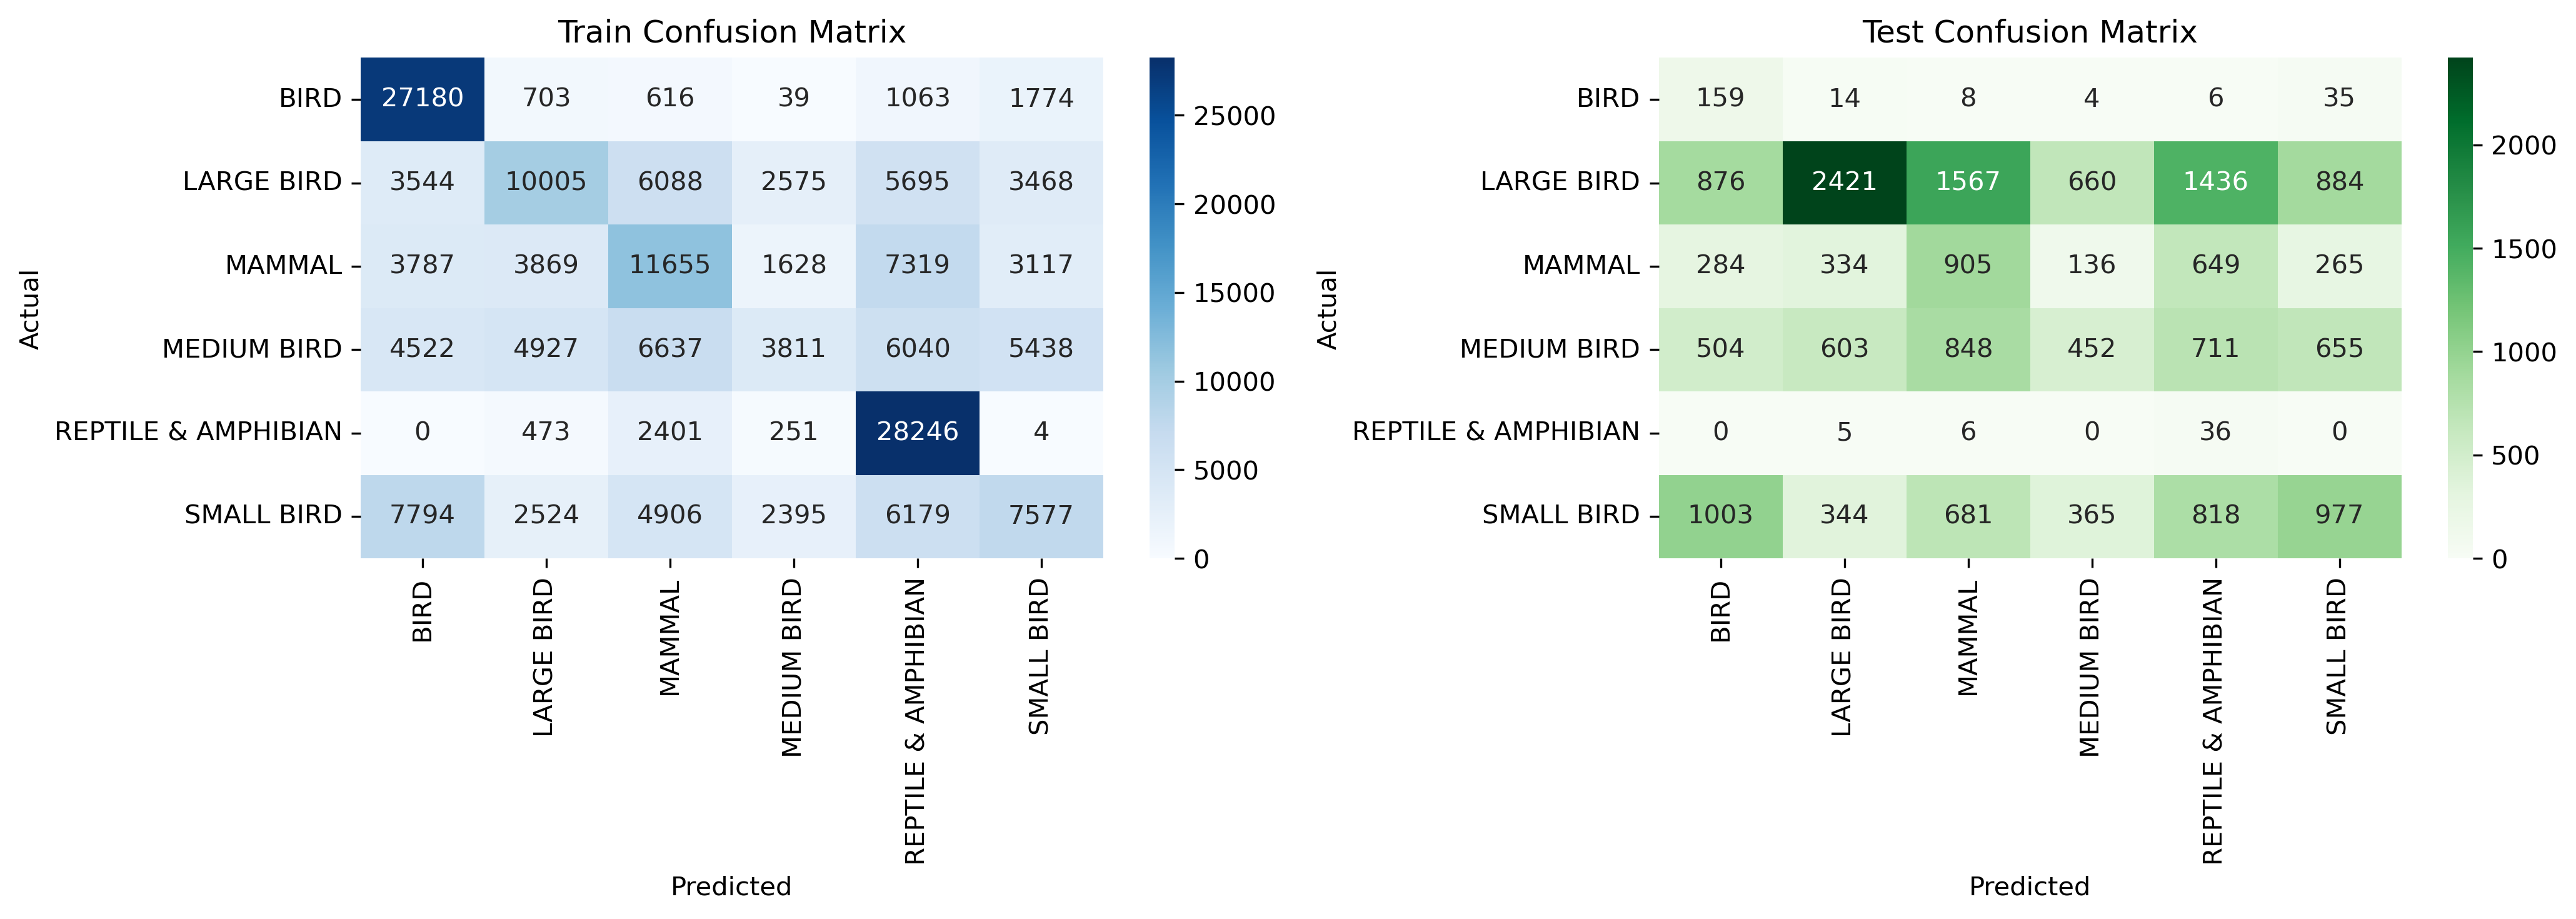 Train Confusion Matrix
Actual
BIRD 27180 703 616 39 1063 1774
LARGE BIRD 3544 10005 6088 2575 5695 3468
MAMMAL 3787 3869 11655 1628 7319 3117
MEDIUM BIRD 4522 4927 6637 3811 6040 5438
REPTILE & AMPHIBIAN 0 473 2401 251 28246 4
SMALL BIRD 7794 2524 4906 2395 6179 7577
BIRD LARGE BIRD MAMMAL MEDIUM BIRD REPTILE & AMPHIBIAN SMALL BIRD
Predicted
25000
20000
15000
10000
5000
0
Test Confusion Matrix
Actual
BIRD 159 14 8 4 6 35
LARGE BIRD 876 2421 1567 660 1436 884
MAMMAL 284 334 905 136 649 265
MEDIUM BIRD 504 603 848 452 711 655
REPTILE & AMPHIBIAN 0 5 6 0 36 0
SMALL BIRD 1003 344 681 365 818 977
BIRD LARGE BIRD MAMMAL MEDIUM BIRD REPTILE & AMPHIBIAN SMALL BIRD
Predicted
2000
1500
1000
500
0